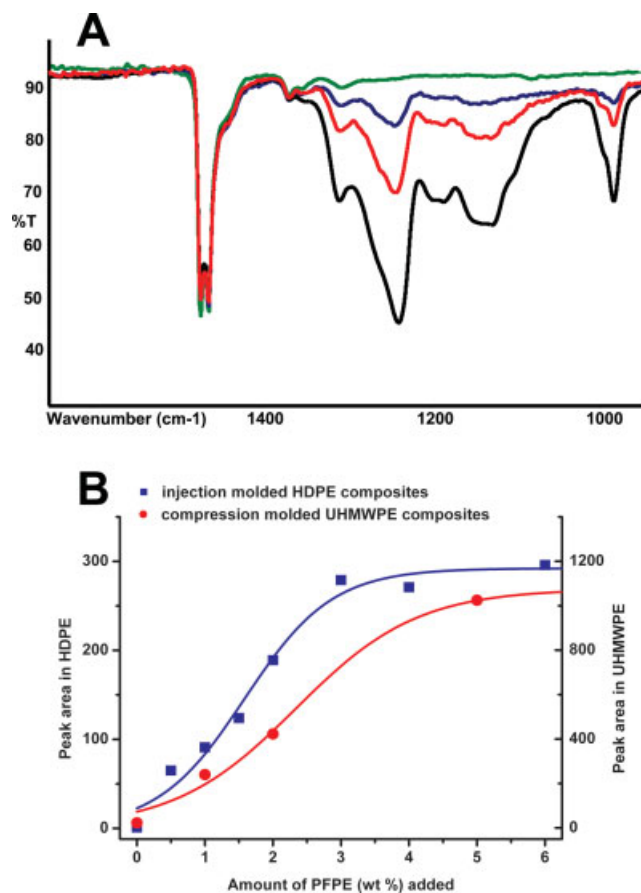 A
90
80
70
%T
60
50
40
Wavenumber (cm-1) 1400 1200 1000
B
injection molded HDPE composites
compression molded UHMWPE composites
300 1200
200 800
100 400
0 0
Peak area in HDPE
Peak area in UHMWPE
0 1 2 3 4 5 6
Amount of PFPE (wt %) added